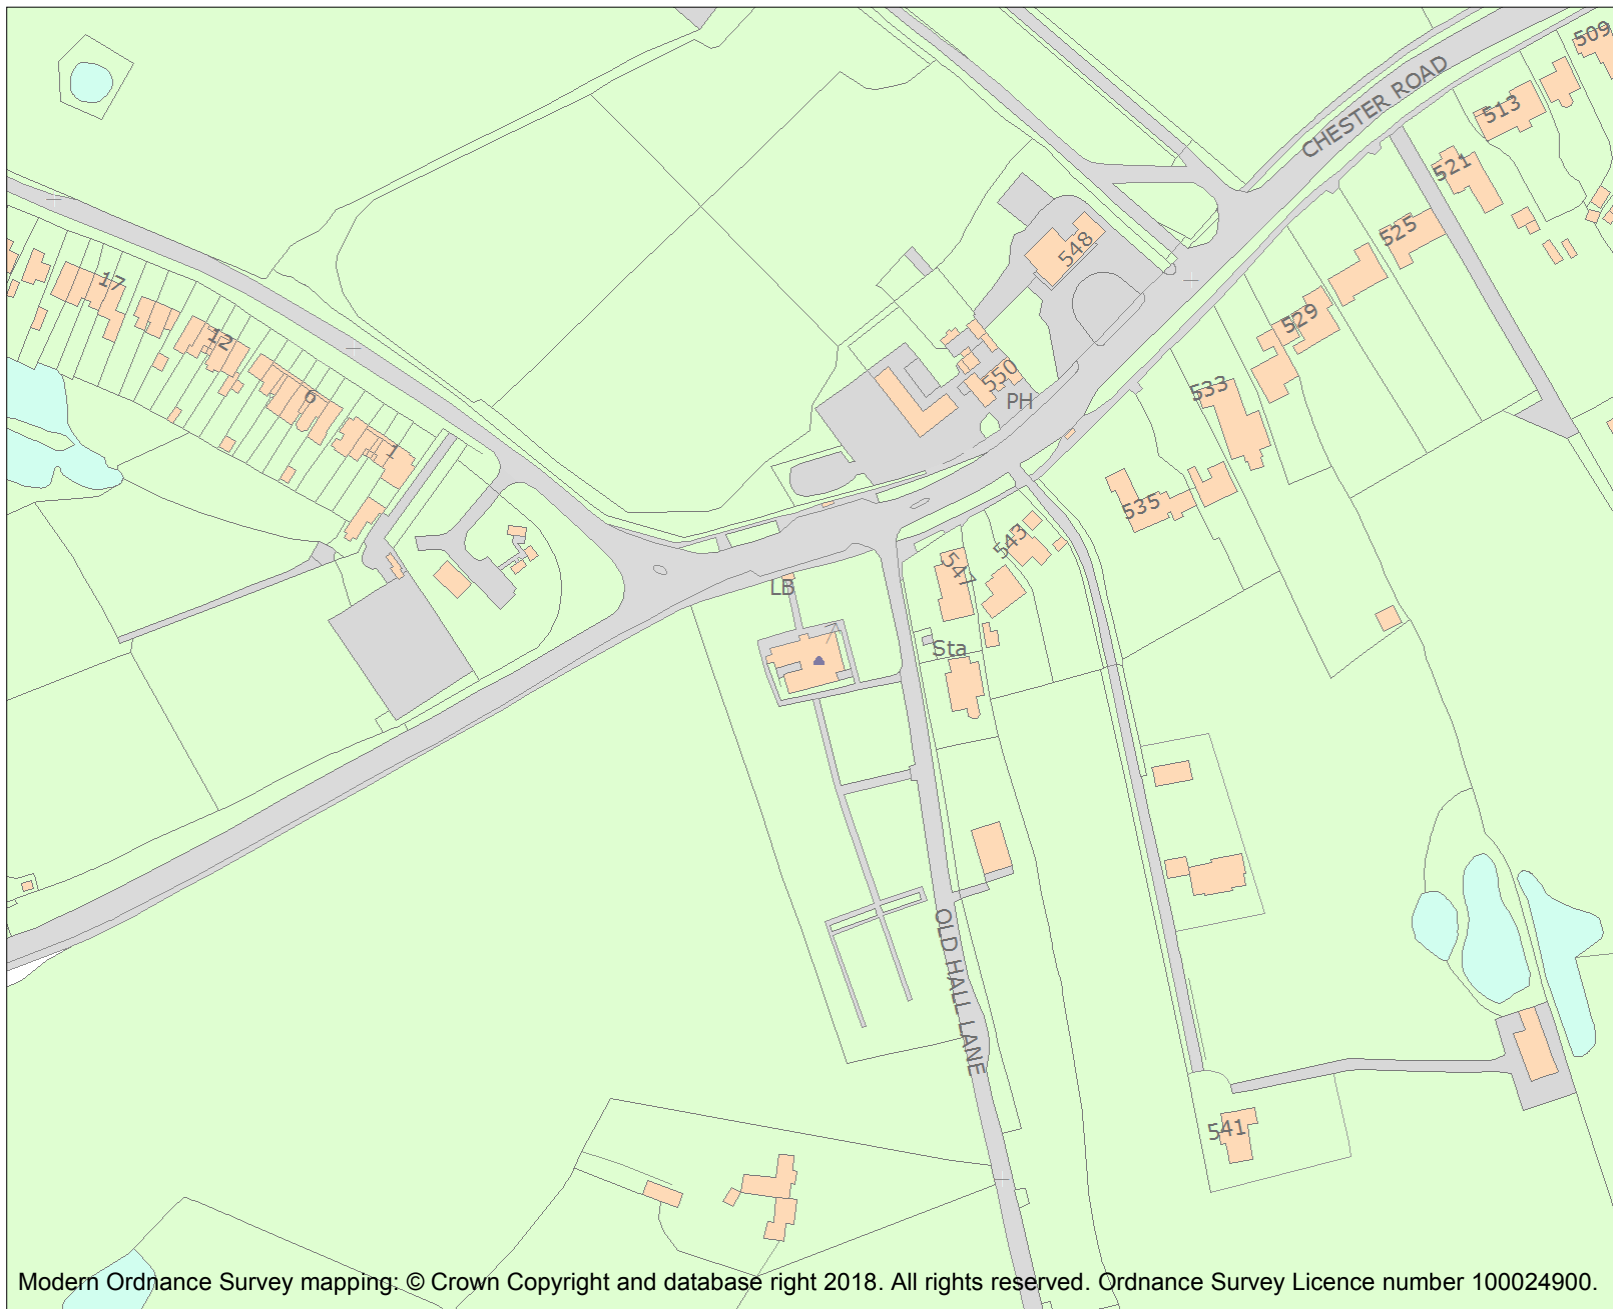 509
CHESTER ROAD
513
521
525
548
17
529
12
550
533
PH
6
1
535
543
547
LB
Sta
OLD HALL LANE
541
Modern Ordnance Survey mapping: © Crown Copyright and database right 2018. All rights reserved. Ordnance Survey Licence number 100024900.